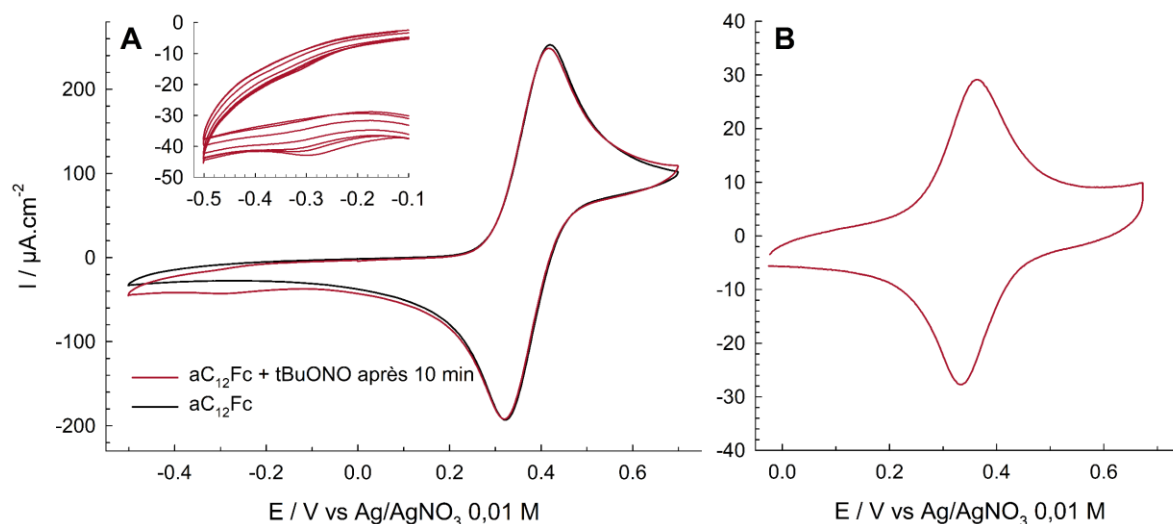 A
B
0
-10
-20
-30
-40
-50
-0.5 -0.4 -0.3 -0.2 -0.1
200
100
0
-100
-200
-0.4 -0.2 0.0 0.2 0.4 0.6
I / µA.cm⁻²
aC₁₂Fc + tBuONO après 10 min
aC₁₂Fc
E / V vs Ag/AgNO₃ 0,01 M
40
30
20
10
0
-10
-20
-30
-40
0.0 0.2 0.4 0.6
E / V vs Ag/AgNO₃ 0,01 M